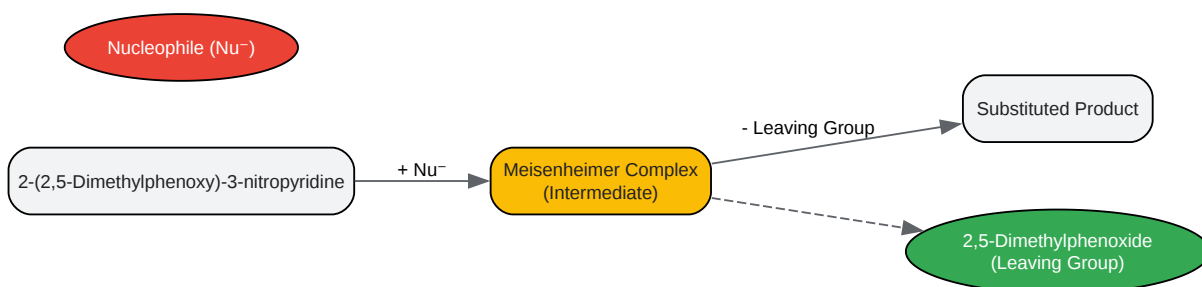 Nucleophile (Nu⁻)
2-(2,5-Dimethylphenoxy)-3-nitropyridine
+ Nu⁻
Meisenheimer Complex
(Intermediate)
- Leaving Group
Substituted Product
2,5-Dimethylphenoxide
(Leaving Group)